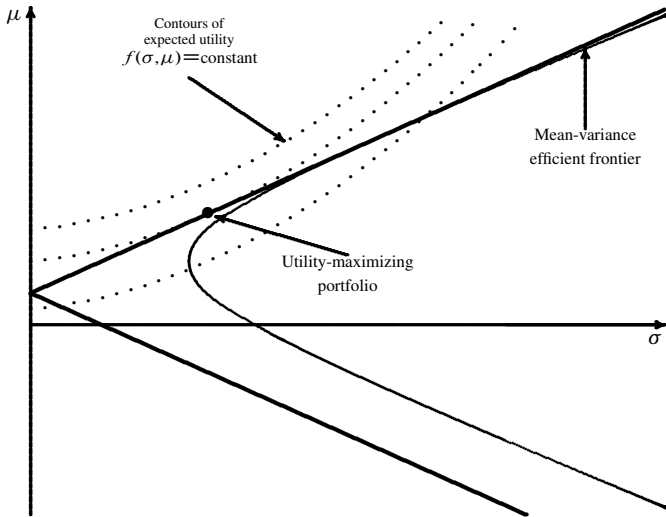 μ
Contours of
expected utility
f(σ,μ)=constant
Mean-variance
efficient frontier
Utility-maximizing
portfolio
σ